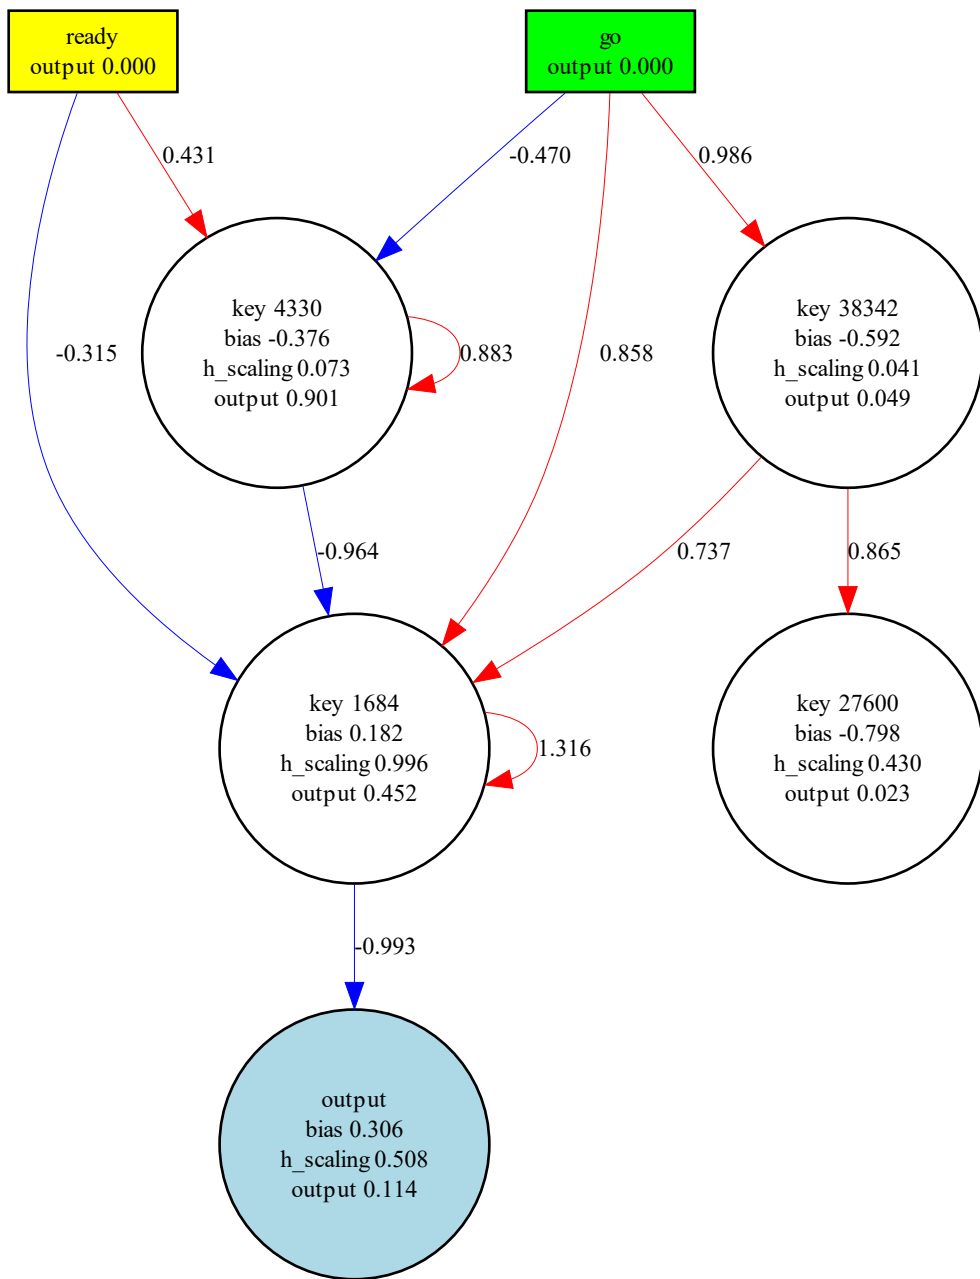 ready
output 0.000
go
output 0.000
0.431
-0.470
0.986
-0.315
key 4330
bias -0.376
h_scaling 0.073
output 0.901
0.883
0.858
key 38342
bias -0.592
h_scaling 0.041
output 0.049
-0.964
0.737
0.865
key 1684
bias 0.182
h_scaling 0.996
output 0.452
1.316
key 27600
bias -0.798
h_scaling 0.430
output 0.023
-0.993
output
bias 0.306
h_scaling 0.508
output 0.114